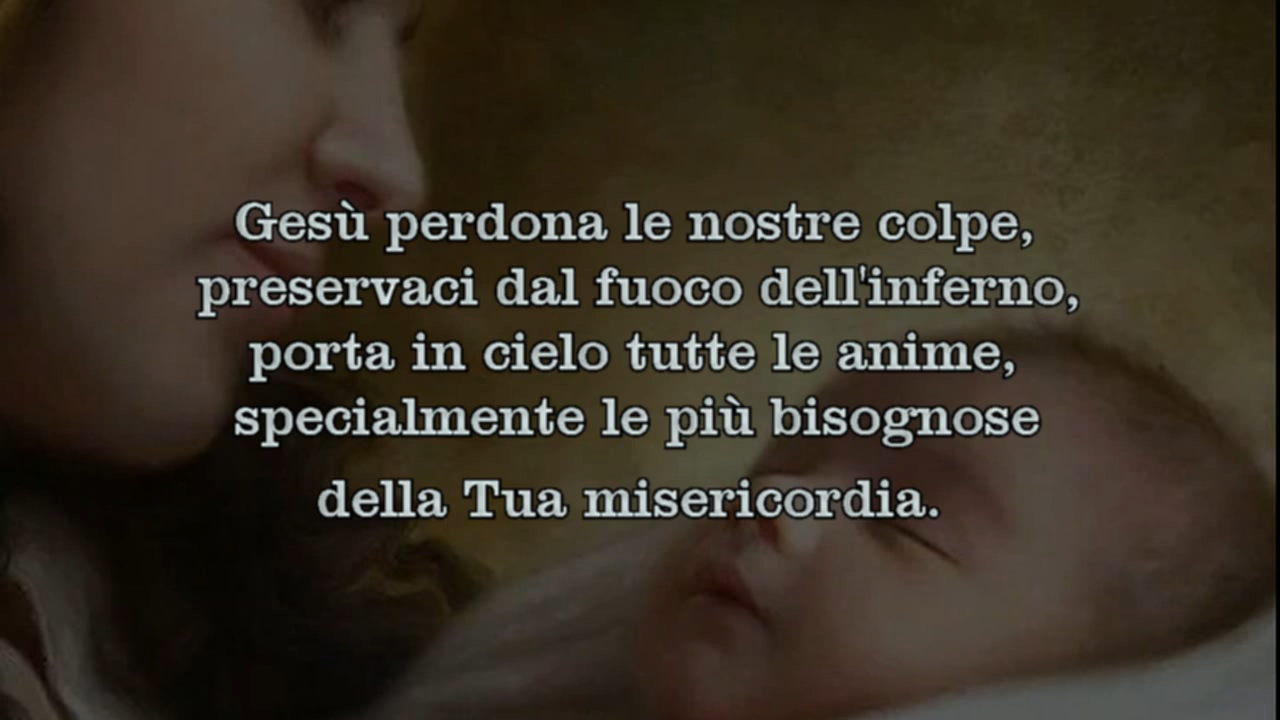 Gesù perdona le nostre colpe,
preservaci dal fuoco dell'inferno,
porta in cielo tutte le anime,
specialmente le più bisognose
della Tua misericordia.